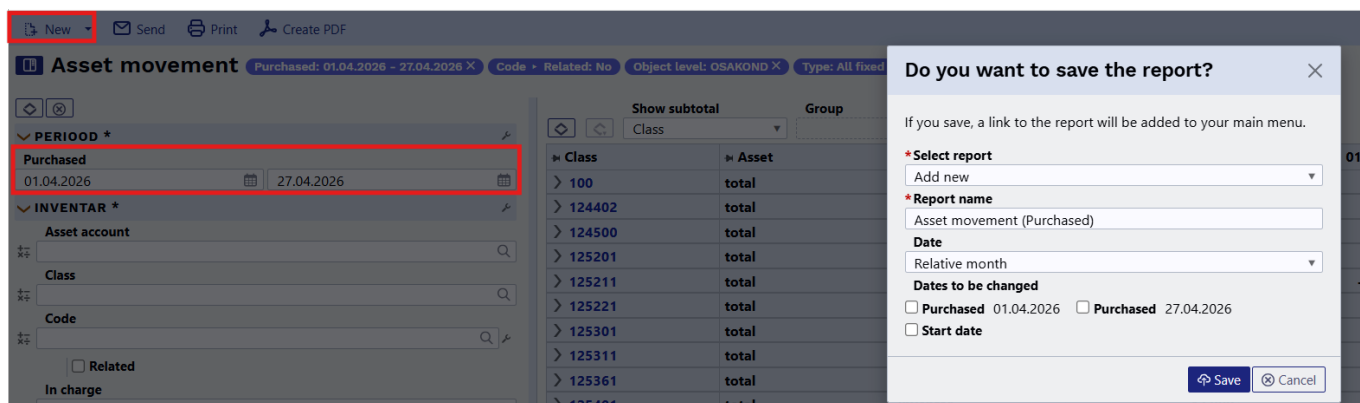 New Send Print Create PDF
Asset movement Purchased: 01.04.2026 - 27.04.2026 Code ▸ Related: No Object level: OSAKOND Type: All fixed
PERIOOD *
Purchased
01.04.2026 27.04.2026
INVENTAR *
Asset account
Class
Code
Related
In charge
Show subtotal Group
Class
Class Asset 01
100 total
124402 total
124500 total
125201 total
125211 total
125221 total
125301 total
125311 total
125361 total
Do you want to save the report?
If you save, a link to the report will be added to your main menu.
*Select report
Add new
*Report name
Asset movement (Purchased)
Date
Relative month
Dates to be changed
Purchased 01.04.2026 Purchased 27.04.2026
Start date
Save Cancel